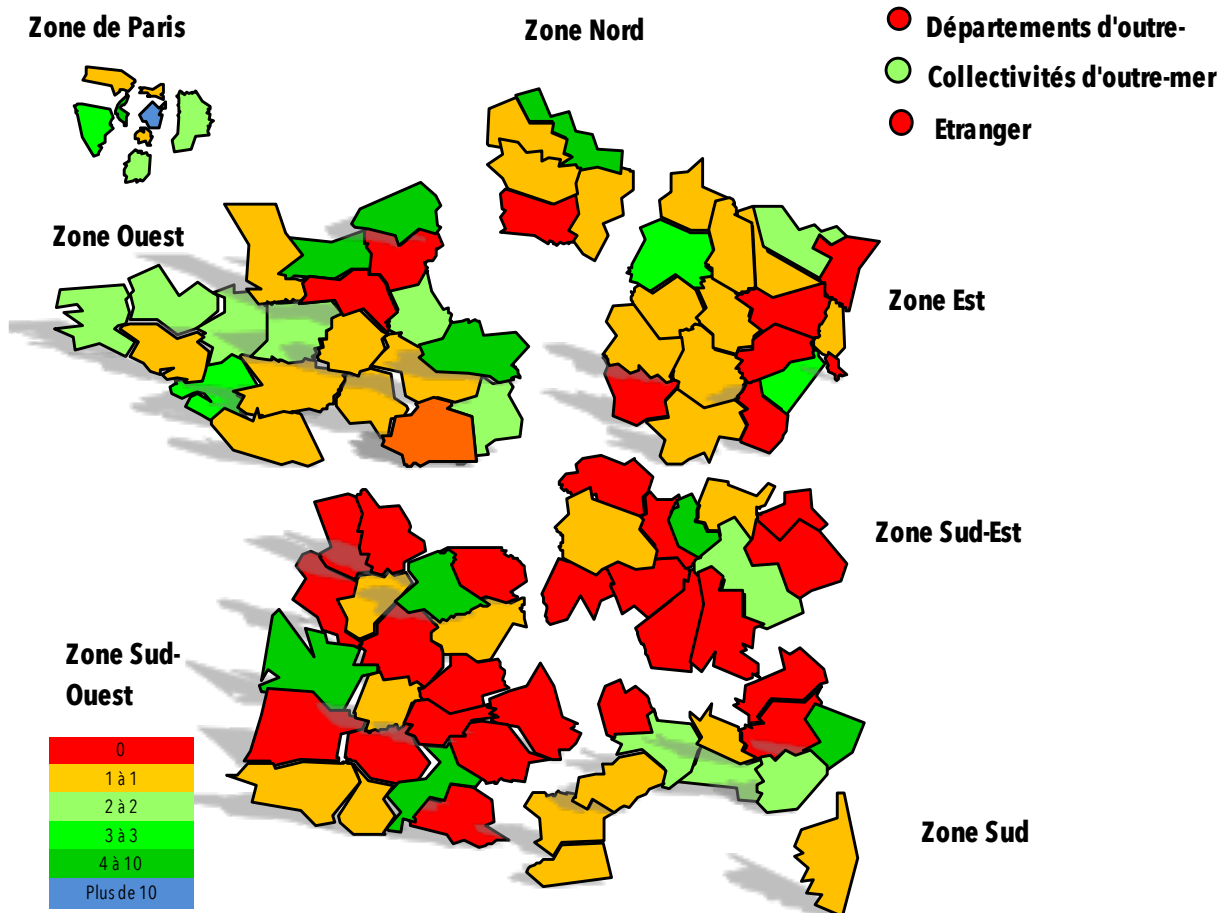 Zone de Paris
Zone Nord
Départements d'outre-
Collectivités d'outre-mer
Etranger
Zone Ouest
Zone Est
Zone Sud-Est
Zone Sud-
Ouest
Zone Sud
0
1 à 1
2 à 2
3 à 3
4 à 10
Plus de 10